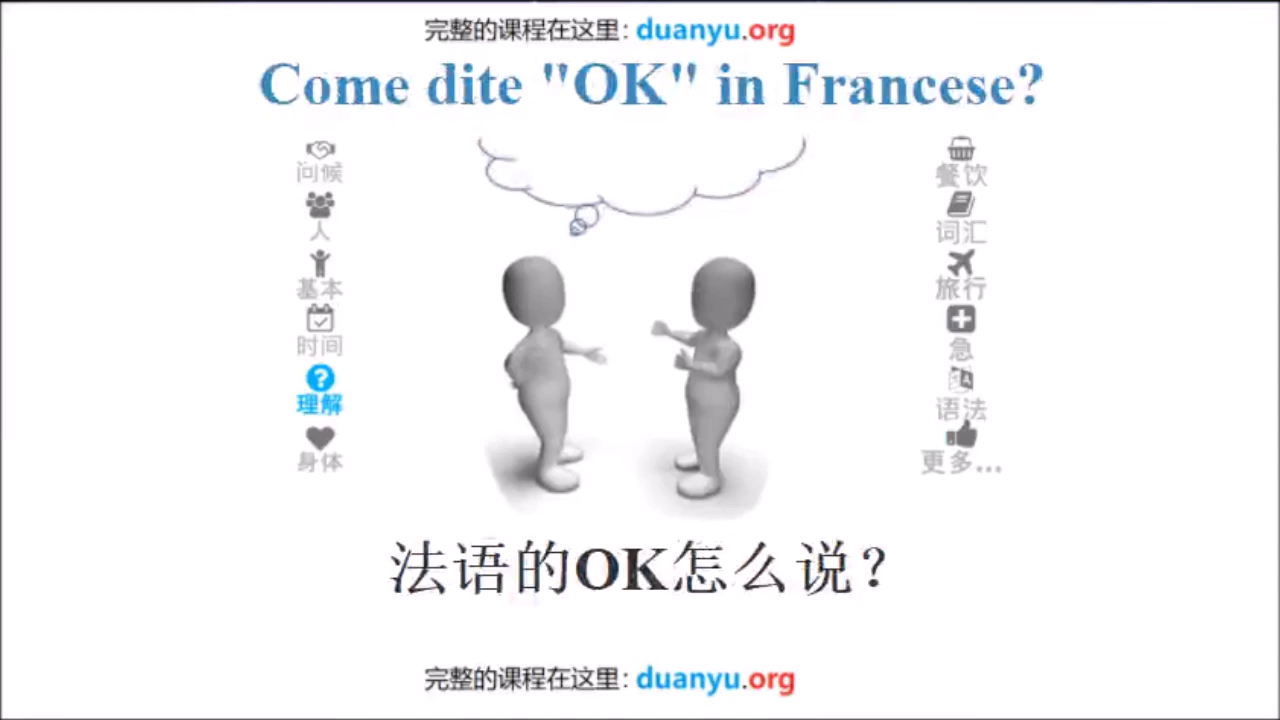 完整的课程在这里：duanyu.org
Come dite "OK" in Francese?
问候
人
基本
时间
理解
身体
餐饮
词汇
旅行
急
语法
更多...
法语的OK怎么说？
完整的课程在这里：duanyu.org